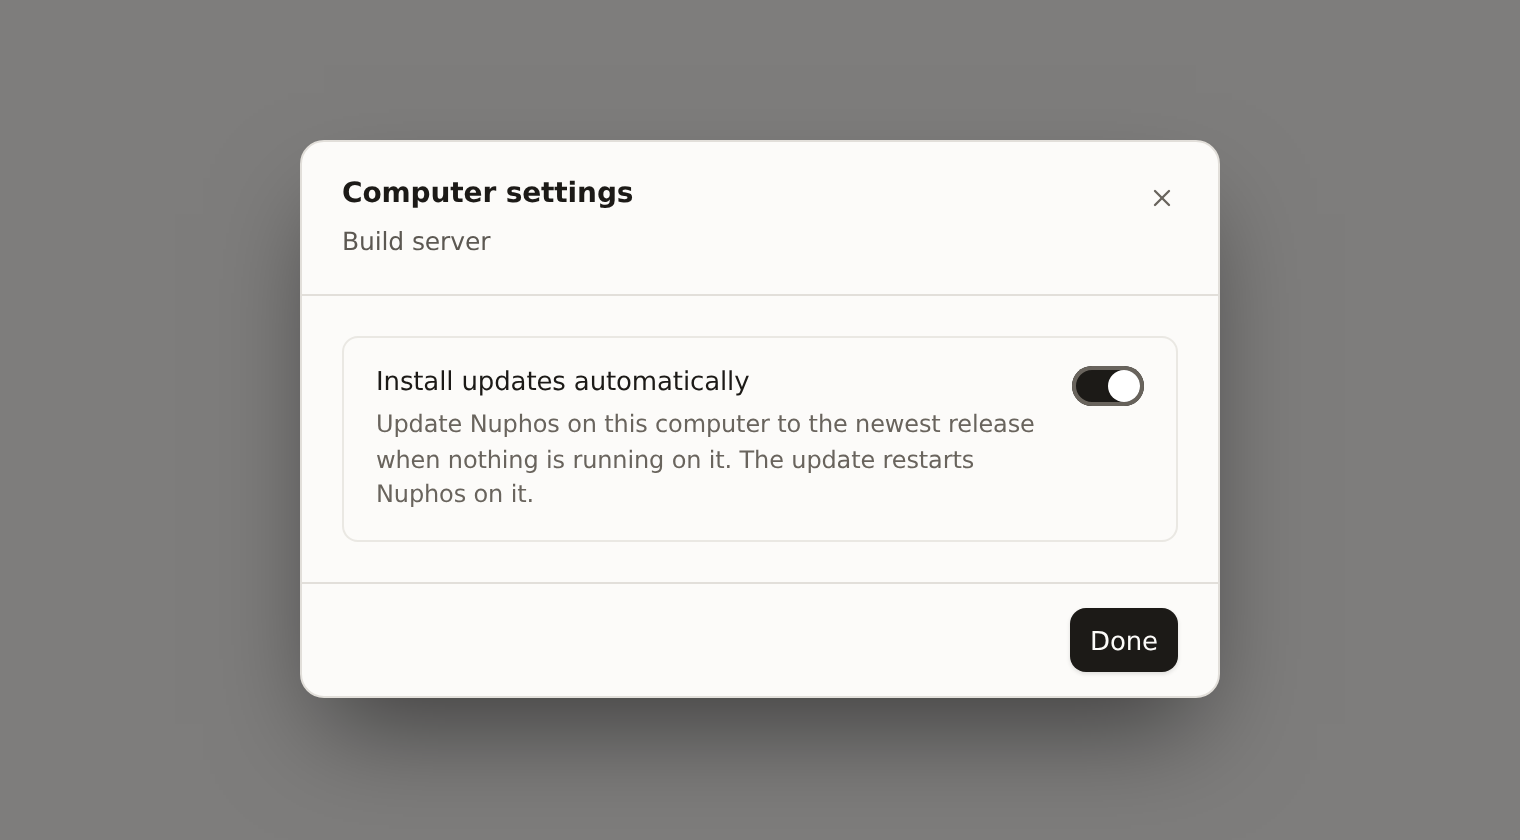 Computer settings
Build server
Install updates automatically
Update Nuphos on this computer to the newest release
when nothing is running on it. The update restarts
Nuphos on it.
Done